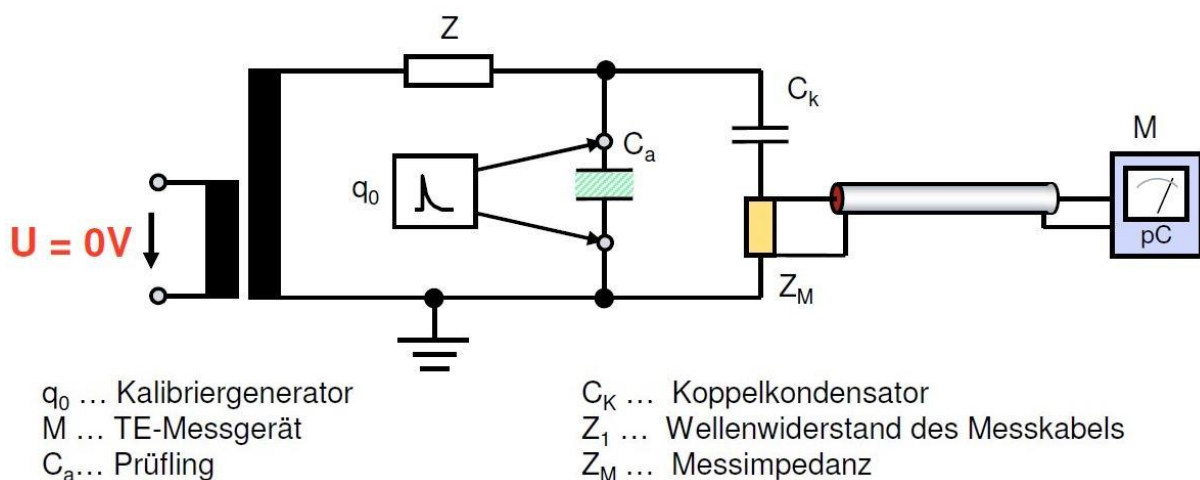 Z
C_k
M
C_a
q_0
pC
U = 0V
Z_M
q_0 … Kalibriergenerator
M … TE-Messgerät
C_a… Prüfling
C_K … Koppelkondensator
Z_1 … Wellenwiderstand des Messkabels
Z_M … Messimpedanz